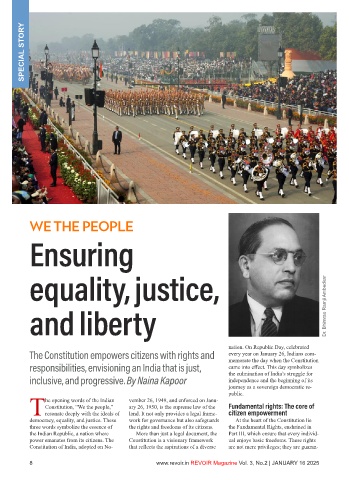 SPECIAL STORY
WE THE PEOPLE
Ensuring
equality, justice,
and liberty
The Constitution empowers citizens with rights and
responsibilities, envisioning an India that is just,
inclusive, and progressive. By Naina Kapoor
Dr. Bhimrao Ramji Ambedkar
The opening words of the Indian
Constitution, "We the people,"
resonate deeply with the ideals of
democracy, equality, and justice. These
three words symbolize the essence of
the Indian Republic, a nation where
power emanates from its citizens. The
Constitution of India, adopted on No-
vember 26, 1949, and enforced on Janu-
ary 26, 1950, is the supreme law of the
land. It not only provides a legal frame-
work for governance but also safeguards
the rights and freedoms of its citizens.
More than just a legal document, the
Constitution is a visionary framework
that reflects the aspirations of a diverse
nation. On Republic Day, celebrated
every year on January 26, Indians com-
memorate the day when the Constitution
came into effect. This day symbolizes
the culmination of India's struggle for
independence and the beginning of its
journey as a sovereign democratic re-
public.
Fundamental rights: The core of
citizen empowerment
At the heart of the Constitution lie
the Fundamental Rights, enshrined in
Part III, which ensure that every individ-
ual enjoys basic freedoms. These rights
are not mere privileges; they are guaran-
8
www.revoir.in REVOIR Magazine Vol. 3, No.2 | JANUARY 16 2025